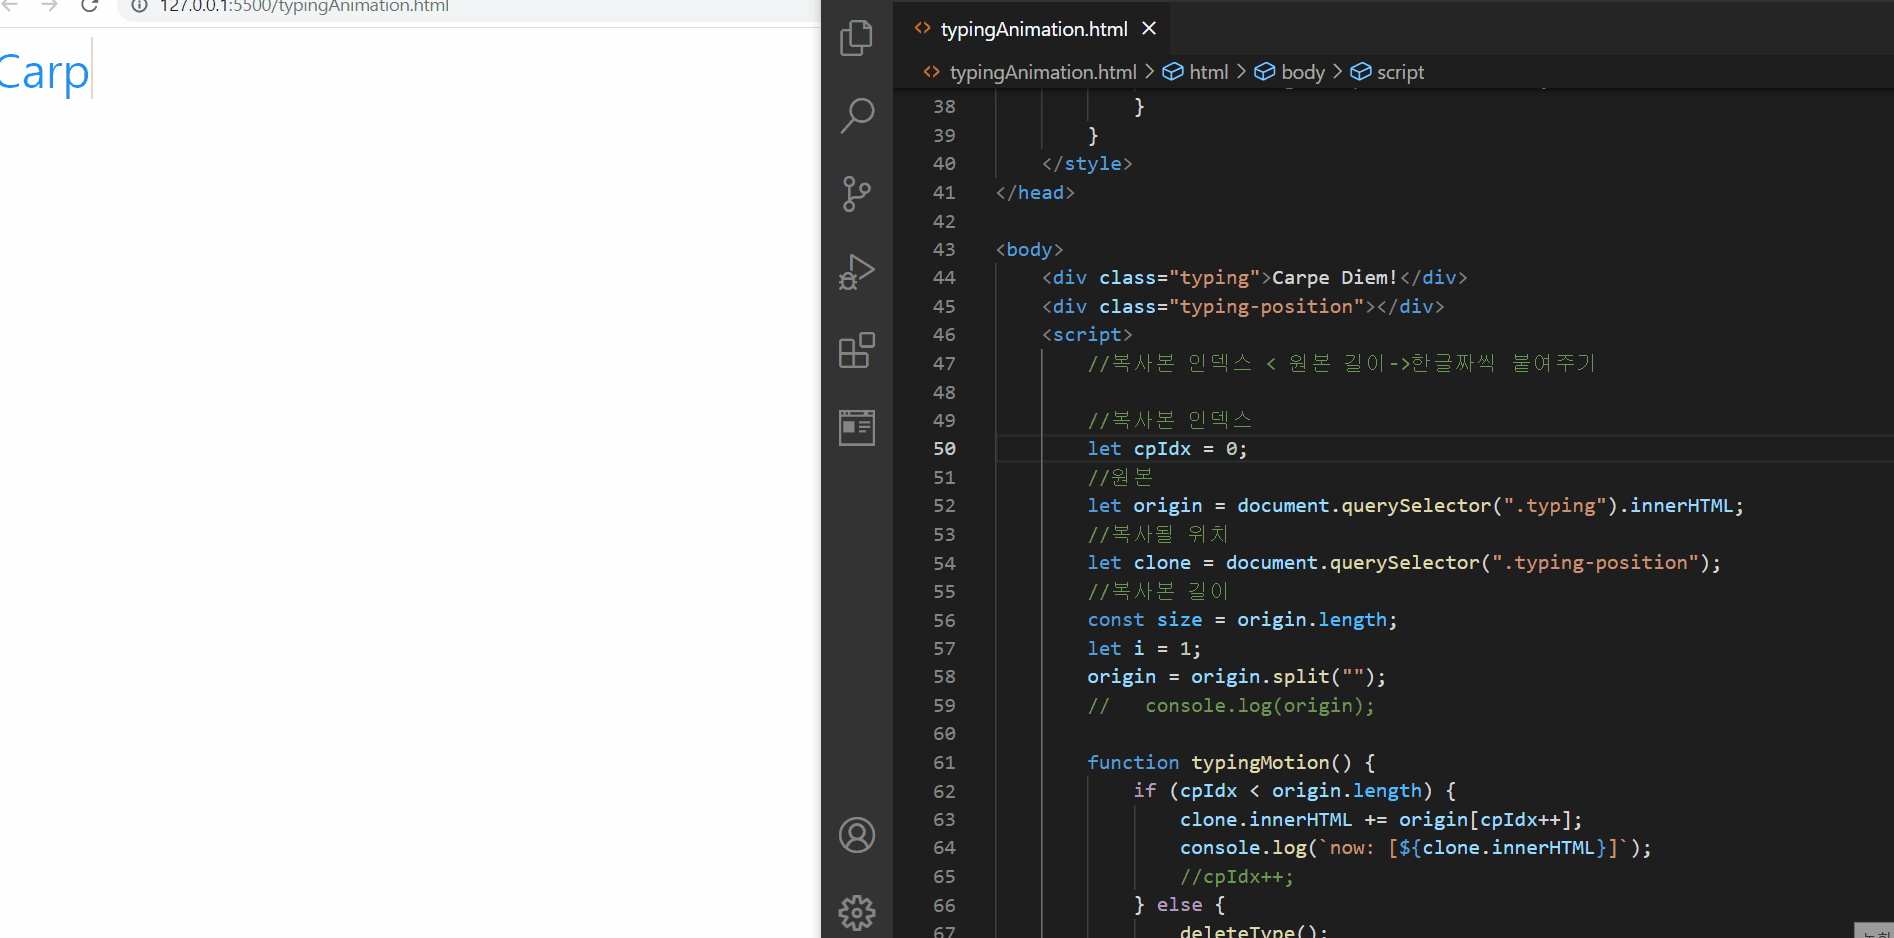 127.0.0.1:5500/typingAnimation.html
Carp
typingAnimation.html
typingAnimation.html > html > body > script
38 }
39 }
40 </style>
41 </head>
42
43 <body>
44 <div class="typing">Carpe Diem!</div>
45 <div class="typing-position"></div>
46 <script>
47 //복사본 인덱스 < 원본 길이->한글짜씩 붙여주기
48
49 //복사본 인덱스
50 let cpIdx = 0;
51 //원본
52 let origin = document.querySelector(".typing").innerHTML;
53 //복사될 위치
54 let clone = document.querySelector(".typing-position");
55 //복사본 길이
56 const size = origin.length;
57 let i = 1;
58 origin = origin.split("");
59 //   console.log(origin);
60
61 function typingMotion() {
62 if (cpIdx < origin.length) {
63 clone.innerHTML += origin[cpIdx++];
64 console.log(`now: [${clone.innerHTML}]`);
65 //cpIdx++;
66 } else {
67 deleteType();